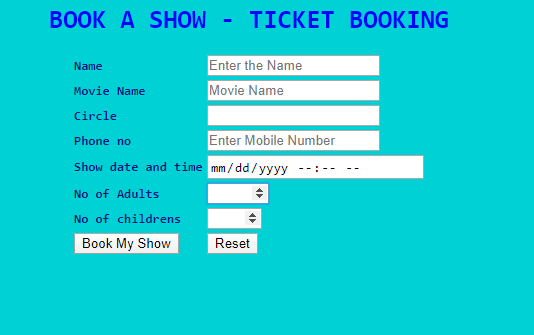 BOOK A SHOW - TICKET BOOKING
Name Enter the Name
Movie Name Movie Name
Circle
Phone no Enter Mobile Number
Show date and time mm/dd/yyyy --:-- --
No of Adults
No of childrens
Book My Show Reset